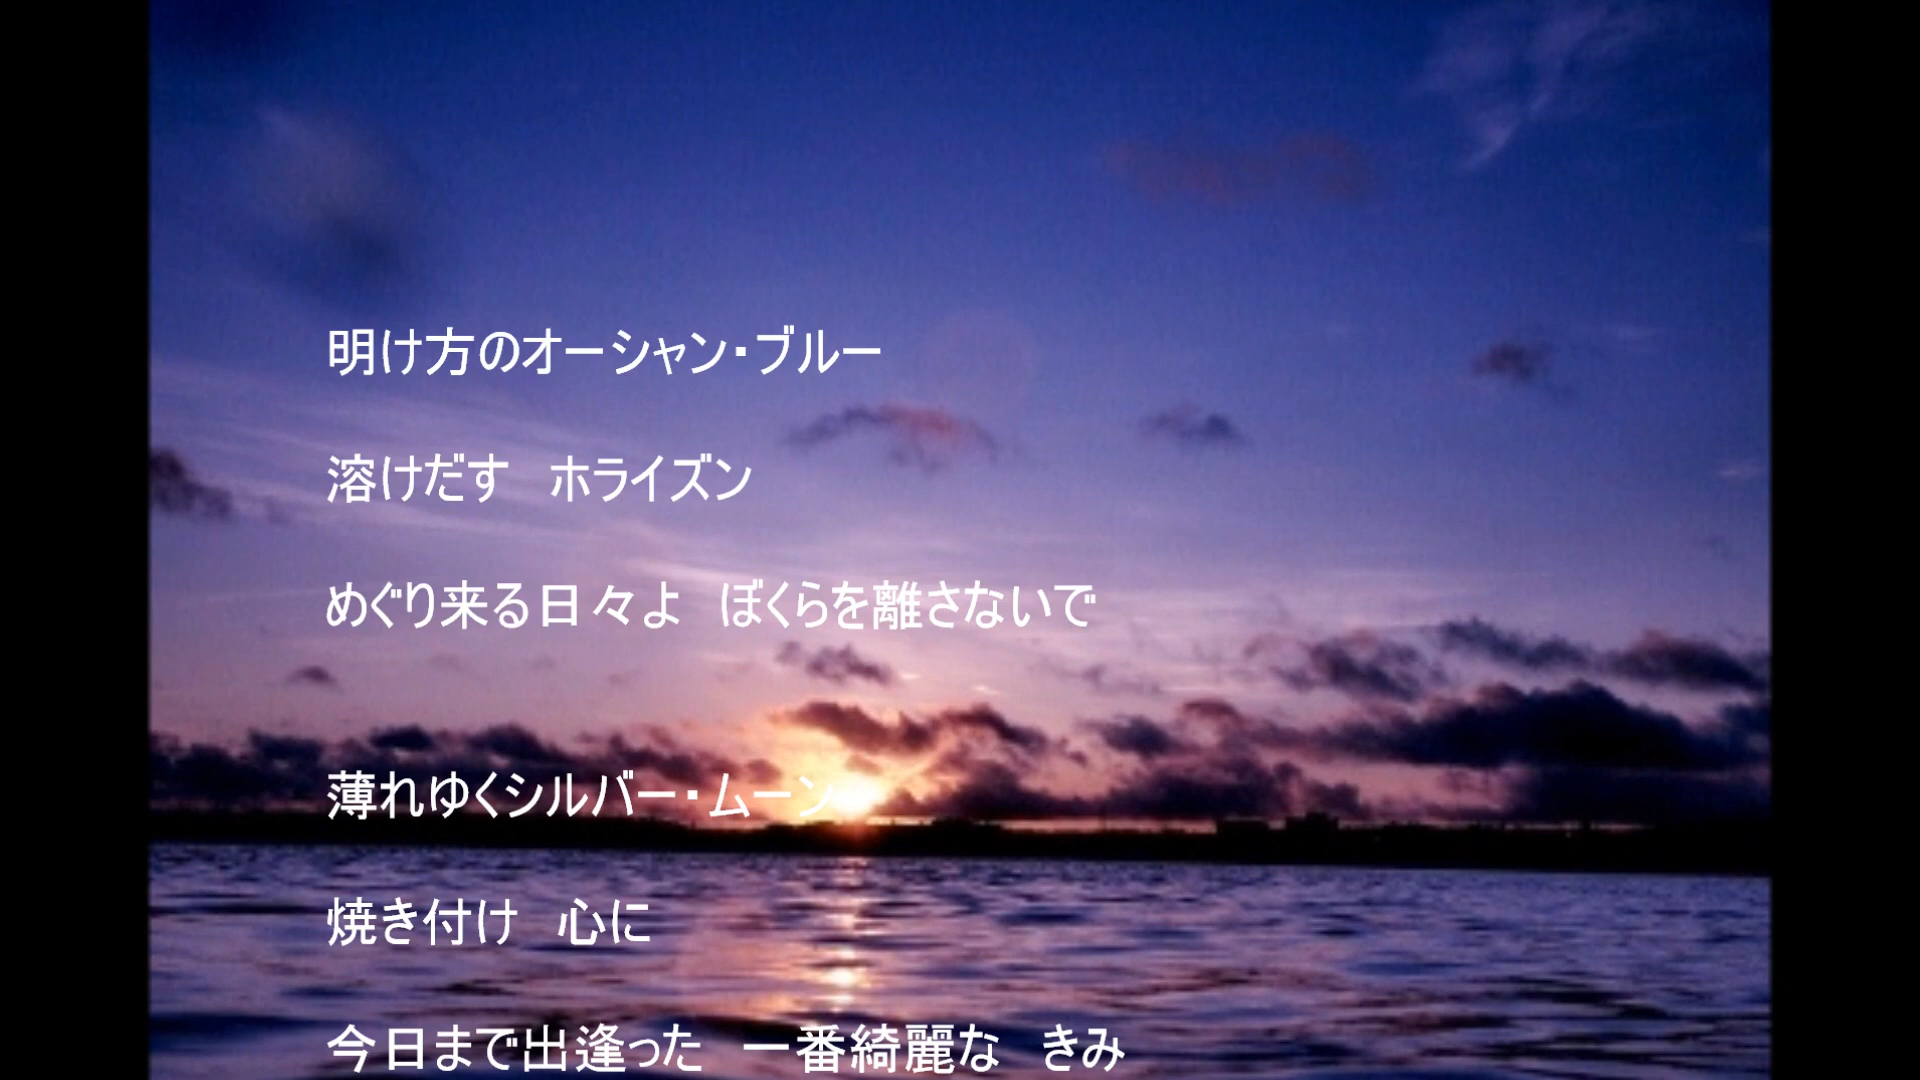 明け方のオーシャン・ブルー
溶けだす　ホライズン
めぐり来る日々よ　ぼくらを離さないで
薄れゆくシルバー・ムーン
焼き付け　心に
今日まで出逢った　一番綺麗な　きみ